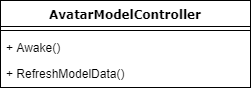 AvatarModelController
+ Awake()
+ RefreshModelData()